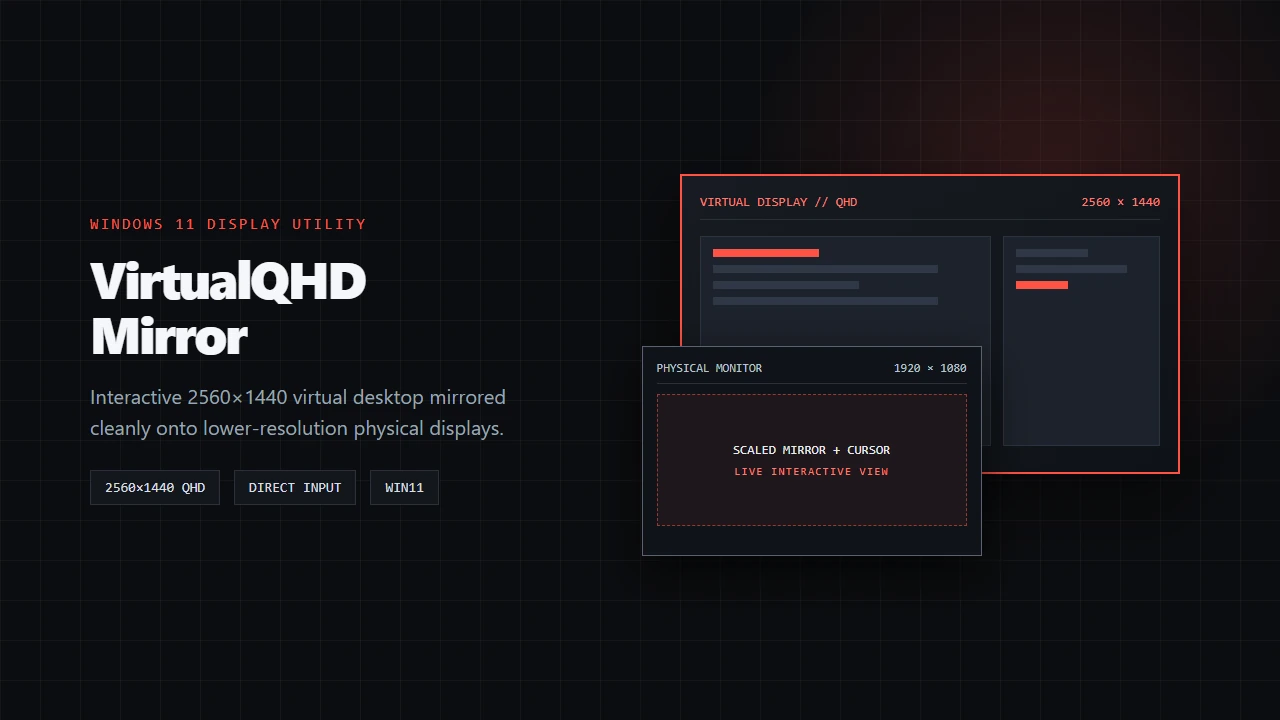 WINDOWS 11 DISPLAY UTILITY
VirtualQHD
Mirror
Interactive 2560×1440 virtual desktop mirrored
cleanly onto lower-resolution physical displays.
2560×1440 QHD DIRECT INPUT WIN11
VIRTUAL DISPLAY // QHD 2560 × 1440
PHYSICAL MONITOR 1920 × 1080
SCALED MIRROR + CURSOR
LIVE INTERACTIVE VIEW